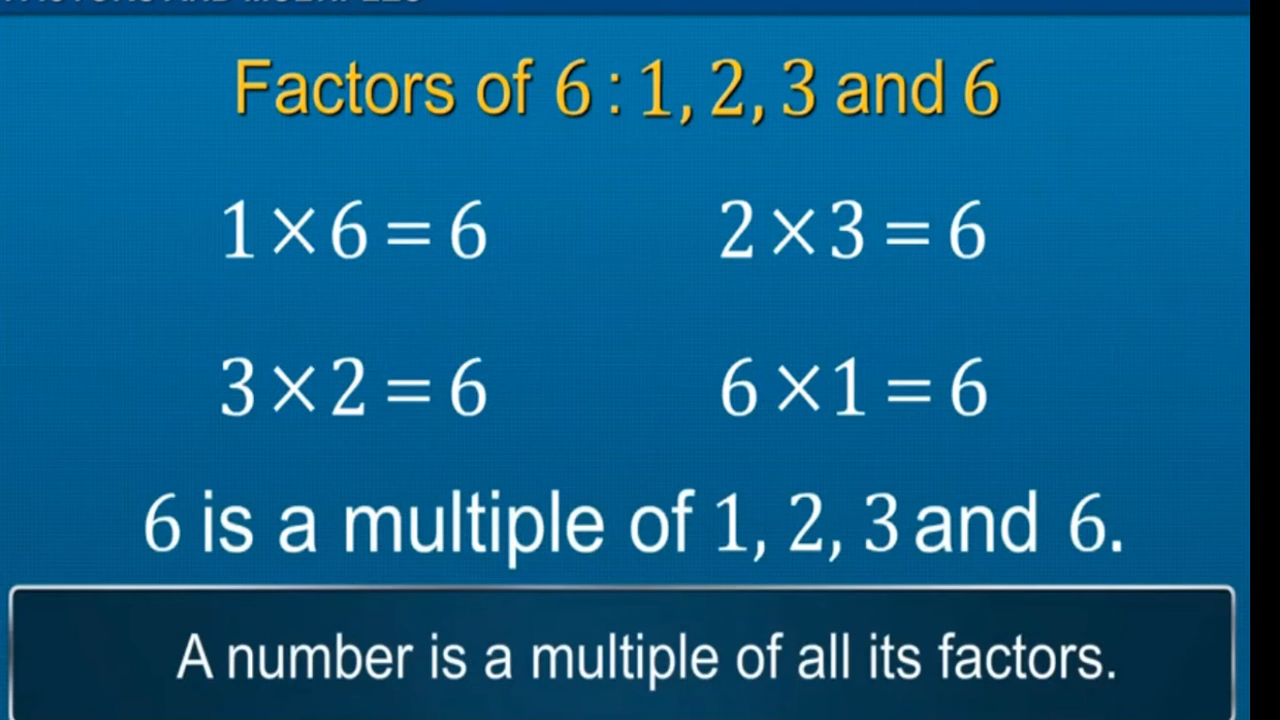 Factors of 6 : 1, 2, 3 and 6
1 × 6 = 6 2 × 3 = 6
3 × 2 = 6 6 × 1 = 6
6 is a multiple of 1, 2, 3 and 6.
A number is a multiple of all its factors.